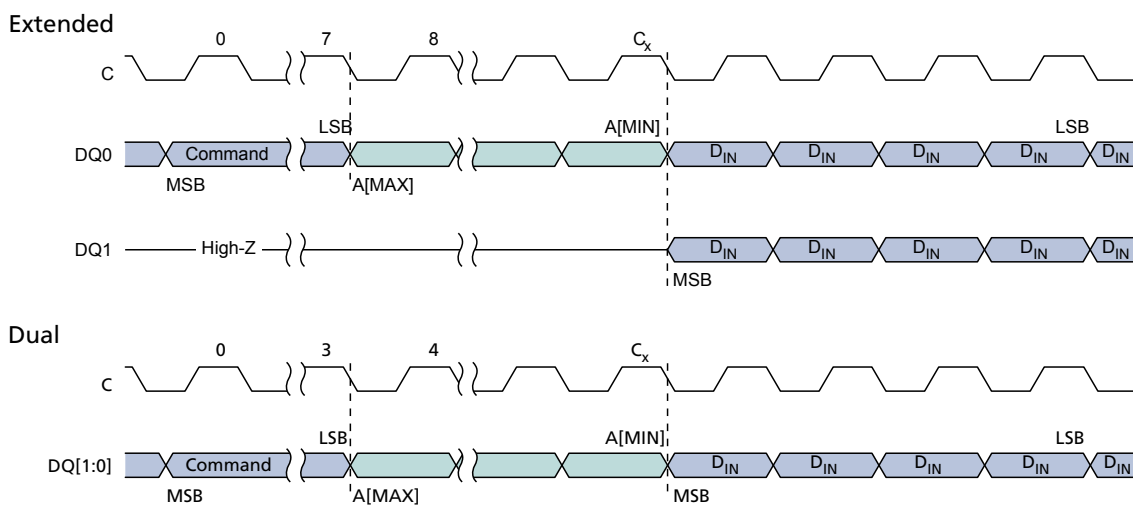 Extended
0 7 8 Cx
C
LSB A[MIN] LSB
DQ0 Command DIN DIN DIN DIN DIN
MSB A[MAX]
DQ1 High-Z DIN DIN DIN DIN DIN
MSB
Dual
0 3 4 Cx
C
LSB A[MIN] LSB
DQ[1:0] Command DIN DIN DIN DIN DIN
MSB A[MAX] MSB